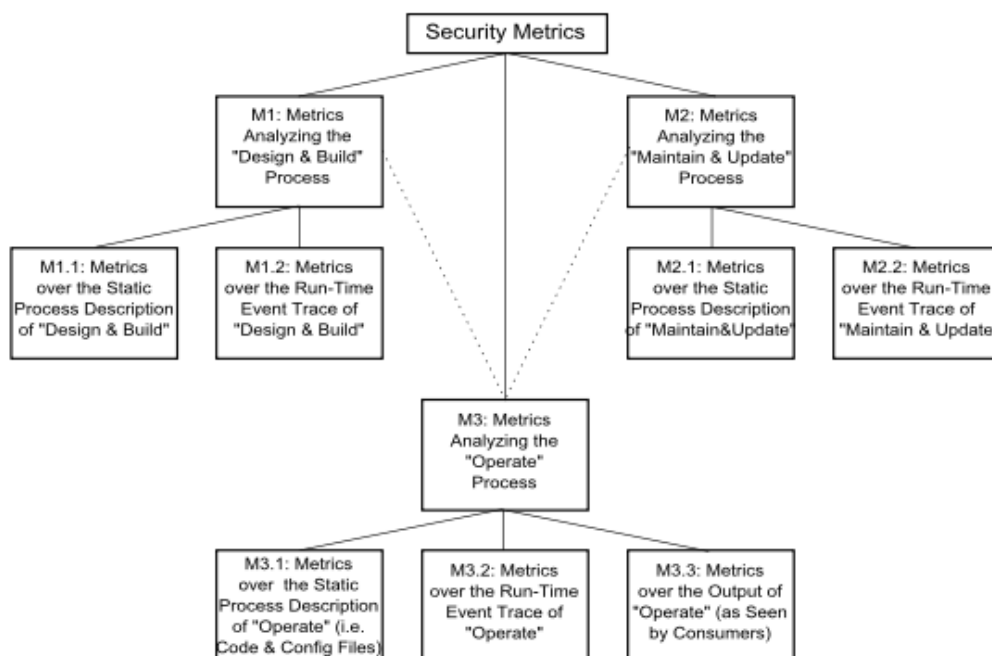 Security Metrics
M1: Metrics
Analyzing the
"Design & Build"
Process
M2: Metrics
Analyzing the
"Maintain & Update"
Process
M1.1: Metrics
over the Static
Process Description
of "Design & Build"
M1.2: Metrics
over the Run-Time
Event Trace of
"Design & Build"
M2.1: Metrics
over the Static
Process Description
of "Maintain&Update"
M2.2: Metrics
over the Run-Time
Event Trace of
"Maintain & Update
M3: Metrics
Analyzing the
"Operate"
Process
M3.1: Metrics
over the Static
Process Description
of "Operate" (i.e.
Code & Config Files)
M3.2: Metrics
over the Run-Time
Event Trace of
"Operate"
M3.3: Metrics
over the Output of
"Operate" (as Seen
by Consumers)